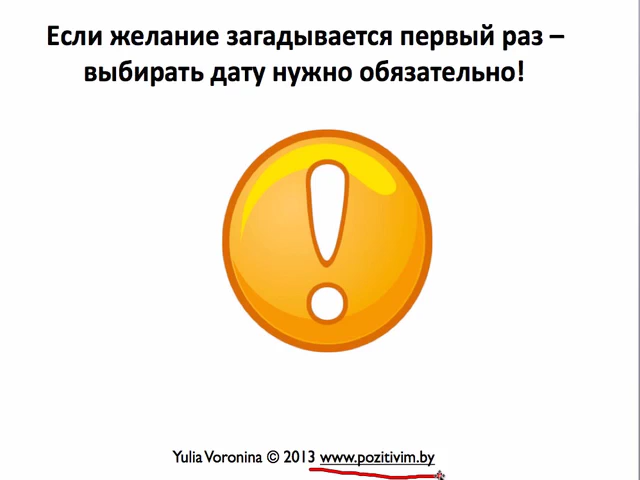 Если желание загадывается первый раз –
выбирать дату нужно обязательно!
Yulia Voronina © 2013 www.pozitivim.by